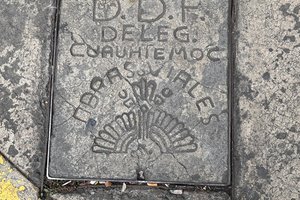 D.D.F.
DELEG.
CUAUHTEMOC
OBRAS VIALES